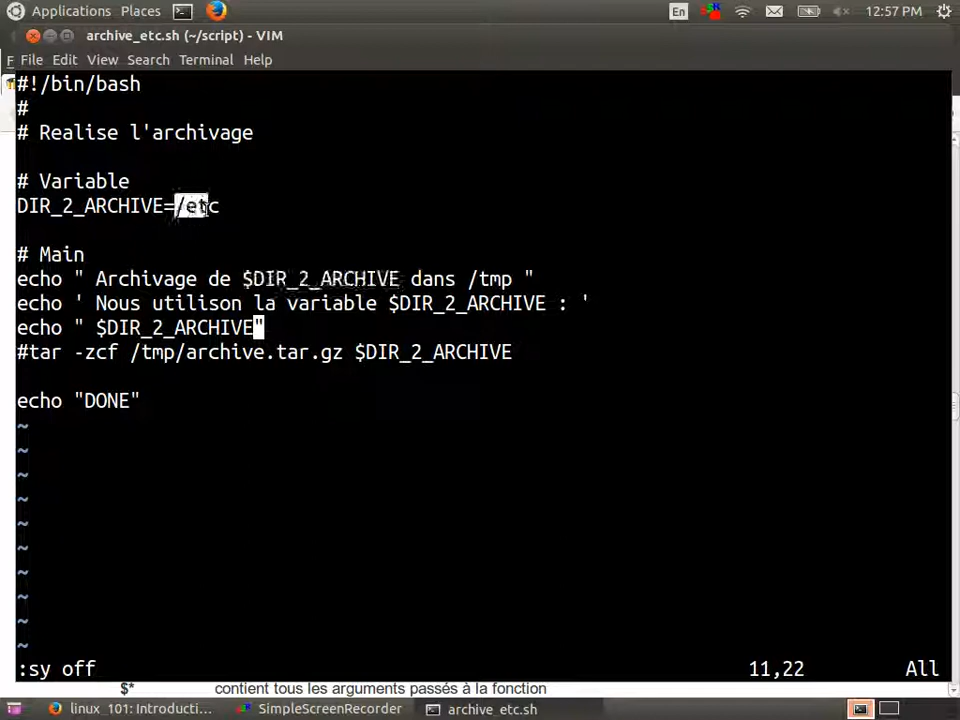 Applications Places En 12:57 PM
archive_etc.sh (~/script) - VIM
F File Edit View Search Terminal Help
#!/bin/bash
#
# Realise l'archivage
# Variable
DIR_2_ARCHIVE=/etc
# Main
echo " Archivage de $DIR_2_ARCHIVE dans /tmp "
echo ' Nous utilison la variable $DIR_2_ARCHIVE : '
echo " $DIR_2_ARCHIVE"
#tar -zcf /tmp/archive.tar.gz $DIR_2_ARCHIVE
echo "DONE"
~
~
~
~
~
~
~
~
~
~
:sy off 11,22 All
$* contient tous les arguments passés à la fonction
linux_101: Introducti... SimpleScreenRecorder archive_etc.sh